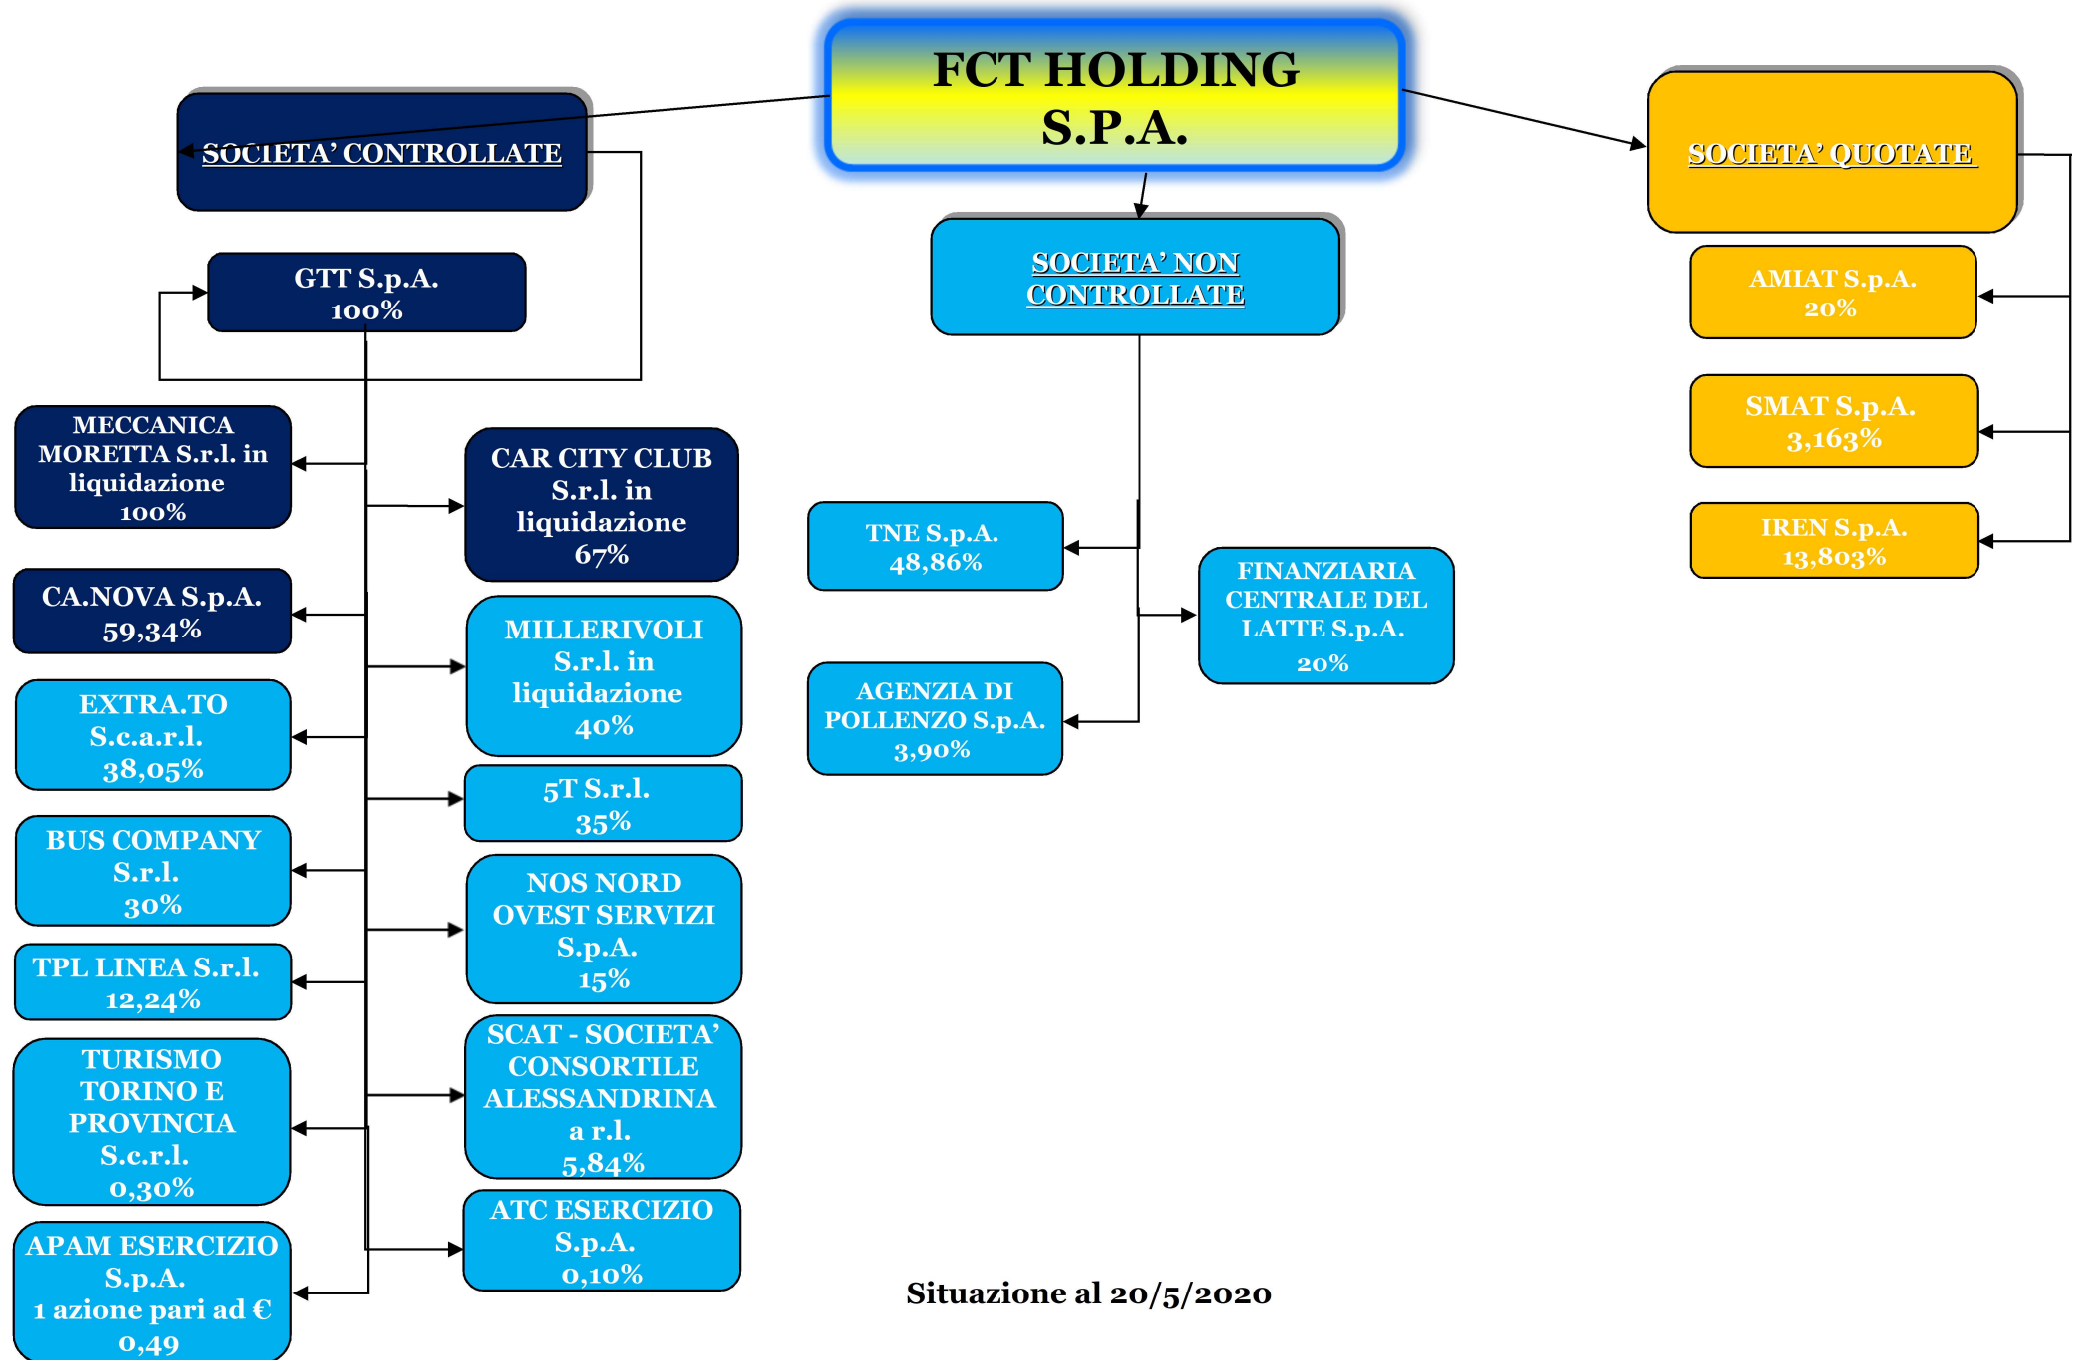 FCT HOLDING
S.P.A.
SOCIETA’ CONTROLLATE
GTT S.p.A.
100%
MECCANICA
MORETTA S.r.l. in
liquidazione
100%
CAR CITY CLUB
S.r.l. in
liquidazione
67%
CA.NOVA S.p.A.
59,34%
MILLERIVOLI
S.r.l. in
liquidazione
40%
EXTRA.TO
S.c.a.r.l.
38,05%
5T S.r.l.
35%
BUS COMPANY
S.r.l.
30%
NOS NORD
OVEST SERVIZI
S.p.A.
15%
TPL LINEA S.r.l.
12,24%
SCAT - SOCIETA’
CONSORTILE
ALESSANDRINA
a r.l.
5,84%
TURISMO
TORINO E
PROVINCIA
S.c.r.l.
0,30%
ATC ESERCIZIO
S.p.A.
0,10%
APAM ESERCIZIO
S.p.A.
1 azione pari ad €
0,49
SOCIETA’ NON
CONTROLLATE
TNE S.p.A.
48,86%
FINANZIARIA
CENTRALE DEL
LATTE S.p.A.
20%
AGENZIA DI
POLLENZO S.p.A.
3,90%
SOCIETA’ QUOTATE
AMIAT S.p.A.
20%
SMAT S.p.A.
3,163%
IREN S.p.A.
13,803%
Situazione al 20/5/2020